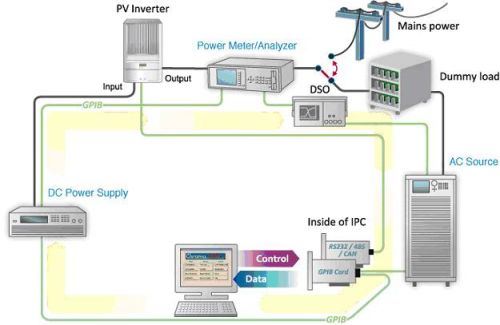 PV Inverter
Mains power
Power Meter/Analyzer
Input
Output
GPIB
DSO
Dummy load
AC Source
DC Power Supply
Inside of IPC
Chroma
Control
Data
RS232 / 485
/ CAN
GPIB Card
GPIB